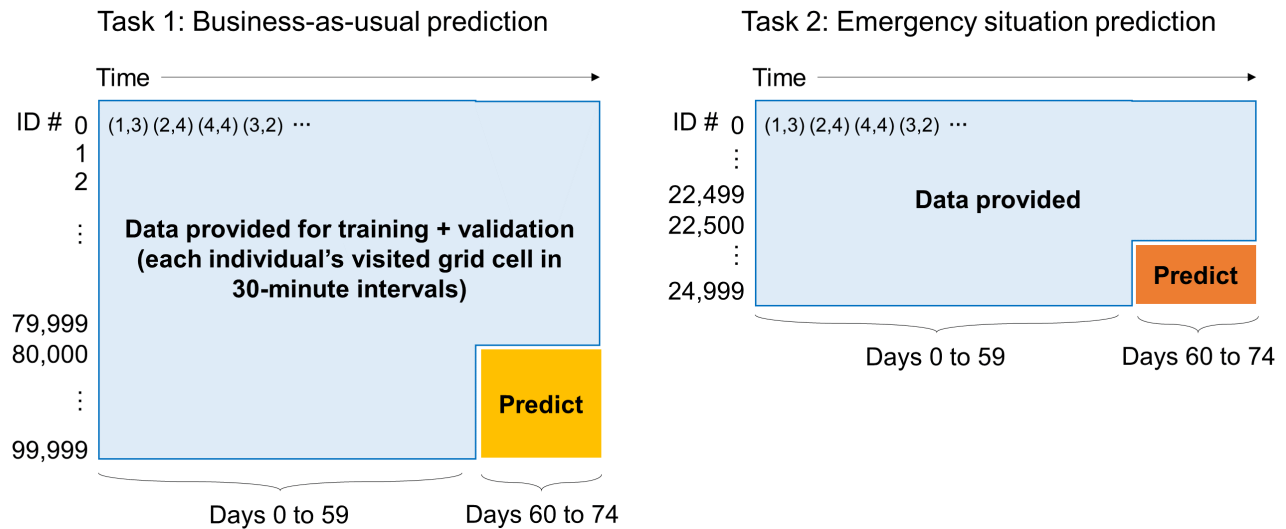 Task 1: Business-as-usual prediction
Time
ID # 0
(1,3) (2,4) (4,4) (3,2) ⋯
1
2
⋮
Data provided for training + validation
(each individual's visited grid cell in
30-minute intervals)
79,999
80,000
⋮
99,999
Predict
Days 0 to 59
Days 60 to 74
Task 2: Emergency situation prediction
Time
ID # 0
(1,3) (2,4) (4,4) (3,2) ⋯
⋮
22,499
22,500
⋮
24,999
Data provided
Predict
Days 0 to 59
Days 60 to 74